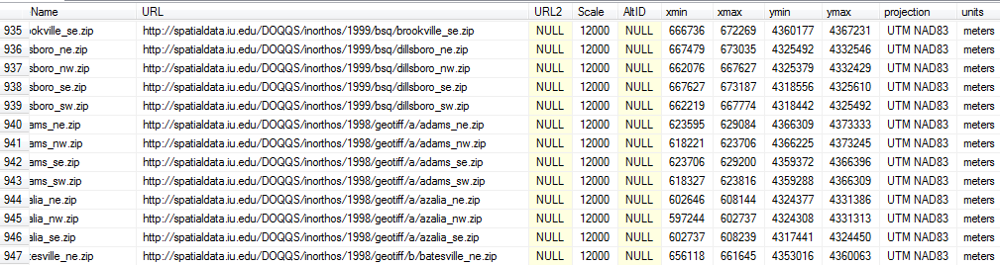 Name URL URL2 Scale AltID xmin xmax ymin ymax projection units
935 ookville_se.zip http://spatialdata.iu.edu/DOQQS/inorthos/1999/bsq/brookville_se.zip NULL 12000 NULL 666736 672269 4360177 4367231 UTM NAD83 meters
936 llsboro_ne.zip http://spatialdata.iu.edu/DOQQS/inorthos/1999/bsq/dillsboro_ne.zip NULL 12000 NULL 667479 673035 4325492 4332546 UTM NAD83 meters
937 lsboro_nw.zip http://spatialdata.iu.edu/DOQQS/inorthos/1999/bsq/dillsboro_nw.zip NULL 12000 NULL 662076 667627 4325379 4332429 UTM NAD83 meters
938 llsboro_se.zip http://spatialdata.iu.edu/DOQQS/inorthos/1999/bsq/dillsboro_se.zip NULL 12000 NULL 667627 673187 4318556 4325610 UTM NAD83 meters
939 lsboro_sw.zip http://spatialdata.iu.edu/DOQQS/inorthos/1999/bsq/dillsboro_sw.zip NULL 12000 NULL 662219 667774 4318442 4325492 UTM NAD83 meters
940 ams_ne.zip http://spatialdata.iu.edu/DOQQS/inorthos/1998/geotiff/a/adams_ne.zip NULL 12000 NULL 623595 629084 4366309 4373333 UTM NAD83 meters
941 ams_nw.zip http://spatialdata.iu.edu/DOQQS/inorthos/1998/geotiff/a/adams_nw.zip NULL 12000 NULL 618221 623706 4366225 4373245 UTM NAD83 meters
942 ams_se.zip http://spatialdata.iu.edu/DOQQS/inorthos/1998/geotiff/a/adams_se.zip NULL 12000 NULL 623706 629200 4359372 4366396 UTM NAD83 meters
943 ams_sw.zip http://spatialdata.iu.edu/DOQQS/inorthos/1998/geotiff/a/adams_sw.zip NULL 12000 NULL 618327 623816 4359288 4366309 UTM NAD83 meters
944 alia_ne.zip http://spatialdata.iu.edu/DOQQS/inorthos/1998/geotiff/a/azalia_ne.zip NULL 12000 NULL 602646 608144 4324377 4331386 UTM NAD83 meters
945 alia_nw.zip http://spatialdata.iu.edu/DOQQS/inorthos/1998/geotiff/a/azalia_nw.zip NULL 12000 NULL 597244 602737 4324308 4331313 UTM NAD83 meters
946 alia_se.zip http://spatialdata.iu.edu/DOQQS/inorthos/1998/geotiff/a/azalia_se.zip NULL 12000 NULL 602737 608239 4317441 4324450 UTM NAD83 meters
947 tesville_ne.zip http://spatialdata.iu.edu/DOQQS/inorthos/1998/geotiff/b/batesville_ne.zip NULL 12000 NULL 656118 661645 4353016 4360063 UTM NAD83 meters